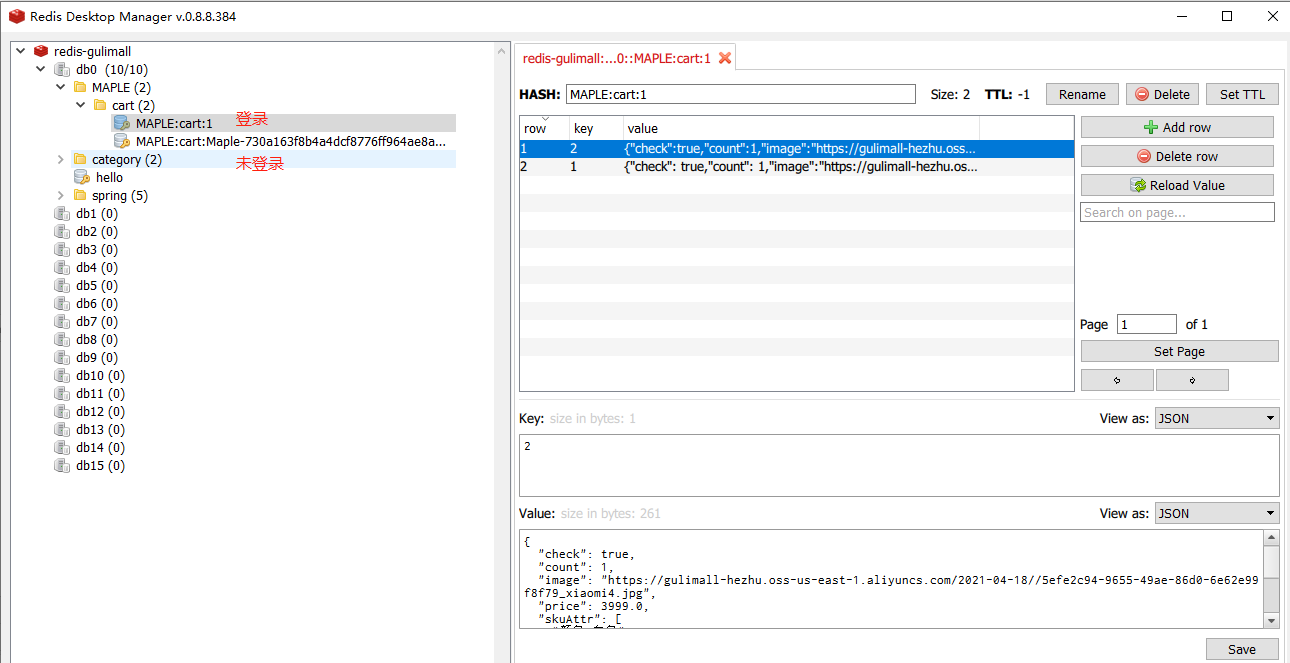 Redis Desktop Manager v.0.8.8.384
redis-gulimall
db0 (10/10)
MAPLE (2)
cart (2)
MAPLE:cart:1 登录
MAPLE:cart:Maple-730a163f8b4a4dcf8776ff964ae8a...
category (2) 未登录
hello
spring (5)
db1 (0)
db2 (0)
db3 (0)
db4 (0)
db5 (0)
db6 (0)
db7 (0)
db8 (0)
db9 (0)
db10 (0)
db11 (0)
db12 (0)
db13 (0)
db14 (0)
db15 (0)
redis-gulimall:...0::MAPLE:cart:1
HASH: MAPLE:cart:1 Size: 2 TTL: -1 Rename Delete Set TTL
row key value
1 2 {"check":true,"count":1,"image":"https://gulimall-hezhu.oss...
2 1 {"check": true,"count": 1,"image":"https://gulimall-hezhu.os...
Add row
Delete row
Reload Value
Search on page...
Page 1 of 1
Set Page
Key: size in bytes: 1 View as: JSON
2
Value: size in bytes: 261 View as: JSON
{
"check": true,
"count": 1,
"image": "https://gulimall-hezhu.oss-us-east-1.aliyuncs.com/2021-04-18//5efe2c94-9655-49ae-86d0-6e62e99
f8f79_xiaomi4.jpg",
"price": 3999.0,
"skuAttr": [
Save